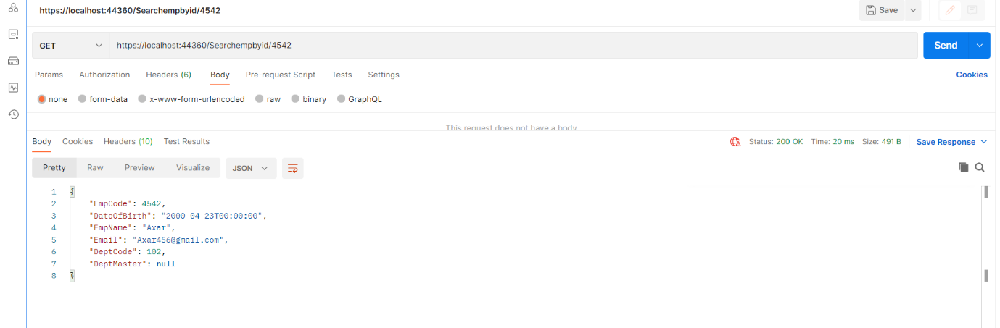 https://localhost:44360/Searchempbyid/4542 Save
GET https://localhost:44360/Searchempbyid/4542 Send
Params Authorization Headers (6) Body Pre-request Script Tests Settings Cookies
none form-data x-www-form-urlencoded raw binary GraphQL
This request does not have a body
Body Cookies Headers (10) Test Results Status: 200 OK Time: 20 ms Size: 491 B Save Response
Pretty Raw Preview Visualize JSON
1 {
2 "EmpCode": 4542,
3 "DateOfBirth": "2000-04-23T00:00:00",
4 "EmpName": "Axar",
5 "Email": "Axar456@gmail.com",
6 "DeptCode": 102,
7 "DeptMaster": null
8 }